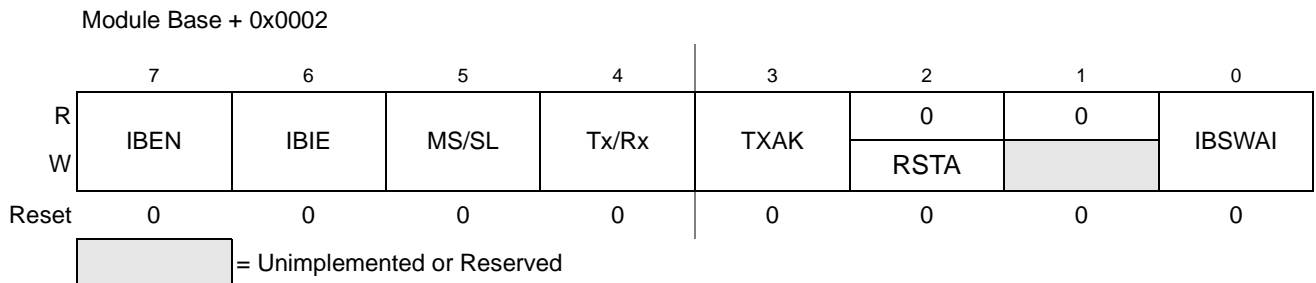 Module Base + 0x0002
7 6 5 4 3 2 1 0
R IBEN IBIE MS/SL Tx/Rx TXAK 0 0 IBSWAI
W RSTA
Reset 0 0 0 0 0 0 0 0
= Unimplemented or Reserved